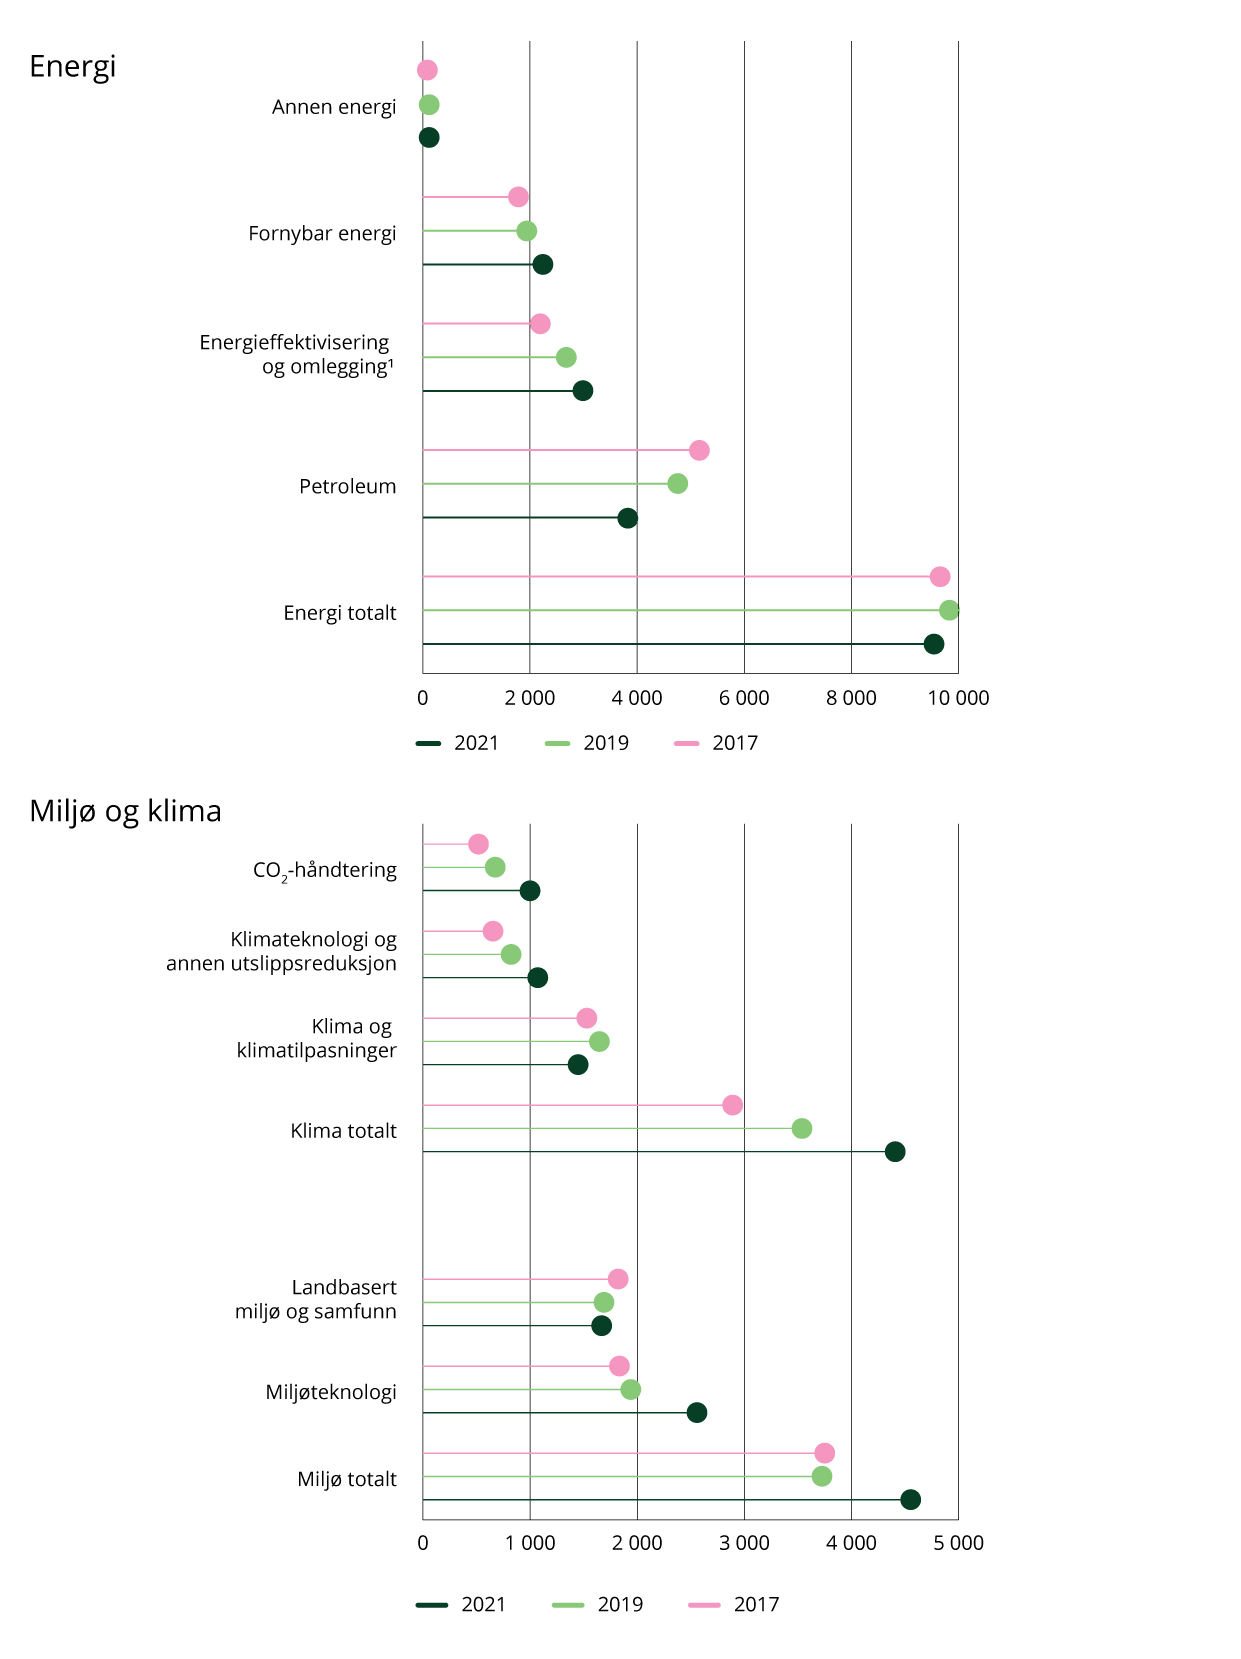 Energi
Annen energi
Fornybar energi
Energieffektivisering
og omlegging¹
Petroleum
Energi totalt
0 2 000 4 000 6 000 8 000 10 000
2021 2019 2017
Miljø og klima
CO₂-håndtering
Klimateknologi og
annen utslippsreduksjon
Klima og
klimatilpasninger
Klima totalt
Landbasert
miljø og samfunn
Miljøteknologi
Miljø totalt
0 1 000 2 000 3 000 4 000 5 000
2021 2019 2017